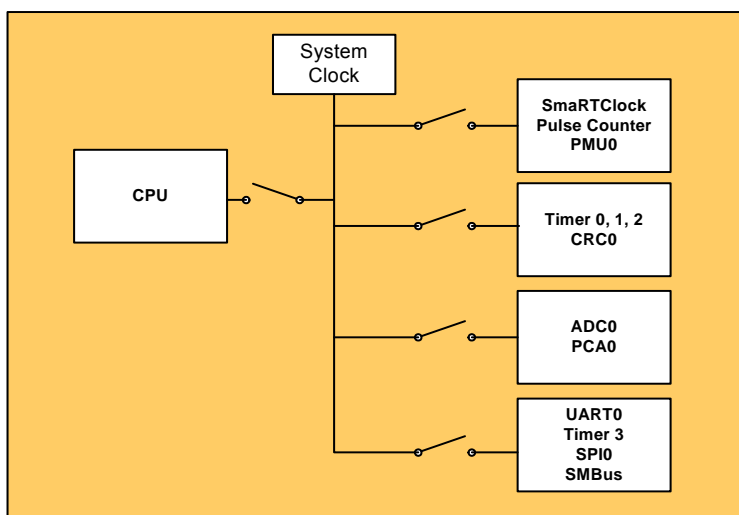 System
Clock
SmaRTClock
Pulse Counter
PMU0
CPU
Timer 0, 1, 2
CRC0
ADC0
PCA0
UART0
Timer 3
SPI0
SMBus